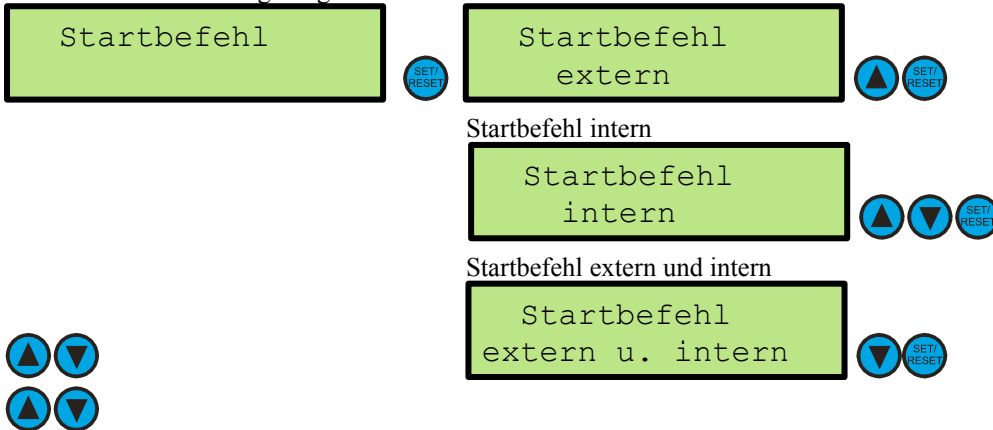 Startbefehl
SET/
RESET
Startbefehl
extern
SET/
RESET
Startbefehl intern
Startbefehl
intern
SET/
RESET
Startbefehl extern und intern
Startbefehl
extern u. intern
SET/
RESET